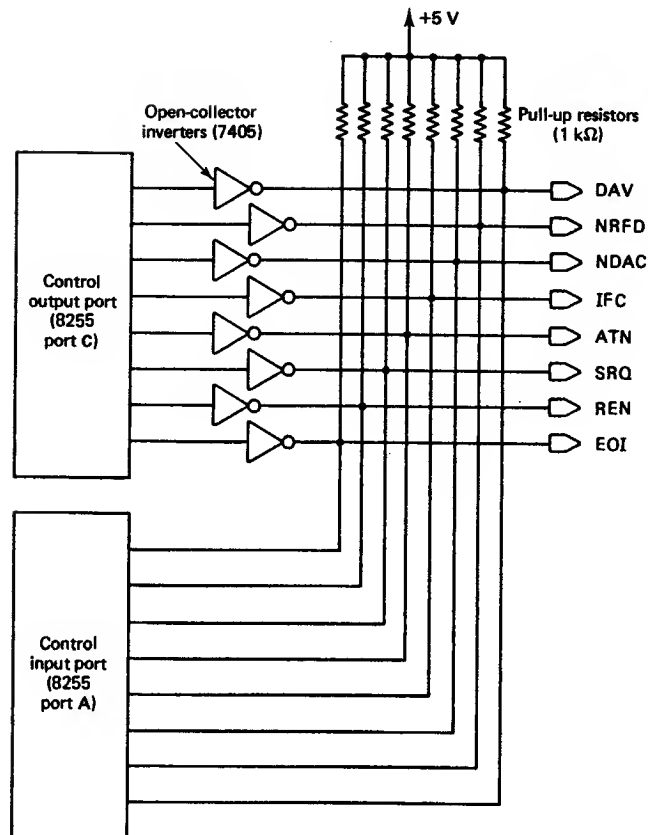 +5 V
Open-collector
inverters (7405)
Pull-up resistors
(1 kΩ)
DAV
NRFD
NDAC
IFC
ATN
SRQ
REN
EOI
Control
output port
(8255
port C)
Control
input port
(8255
port A)